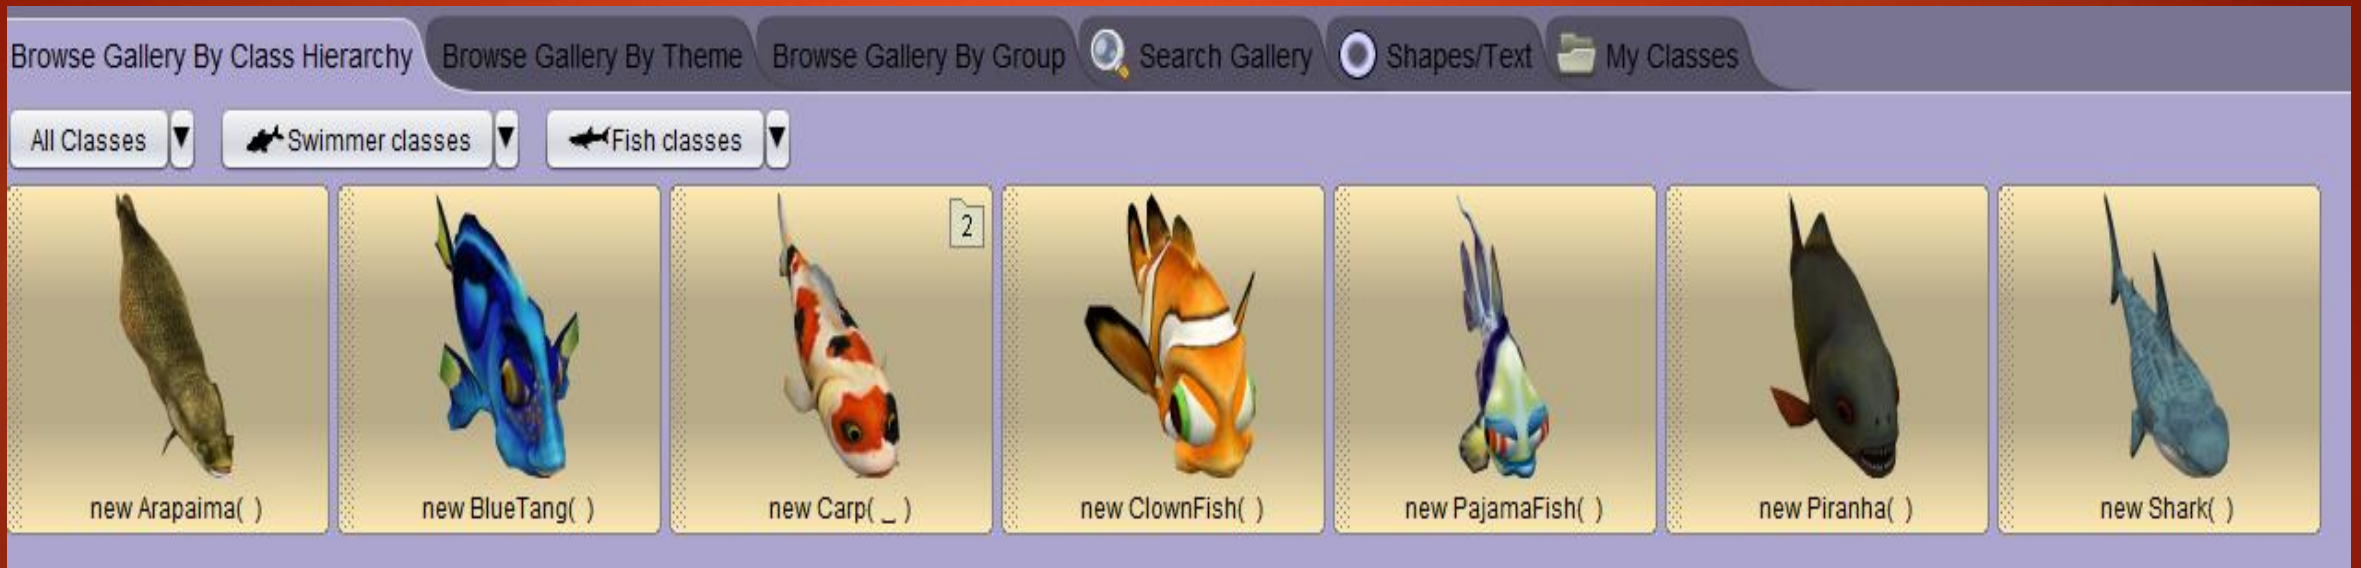 Browse Gallery By Class Hierarchy
Browse Gallery By Theme
Browse Gallery By Group
Search Gallery
Shapes/Text
My Classes
All Classes
Swimmer classes
Fish classes
2
new Arapaima( )
new BlueTang( )
new Carp( _ )
new ClownFish( )
new PajamaFish( )
new Piranha( )
new Shark( )